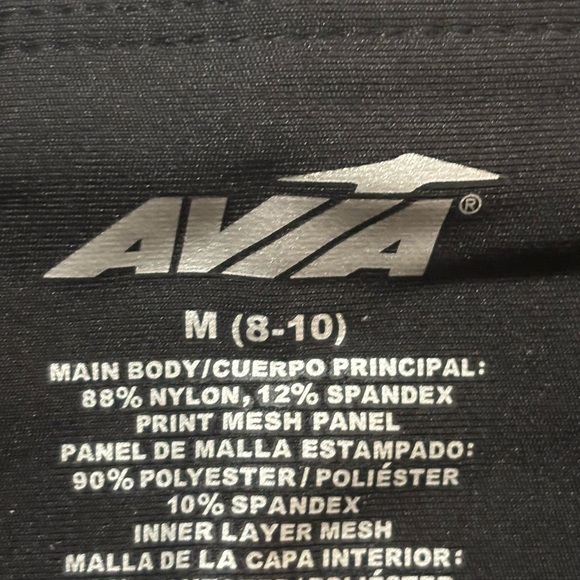 AVIA®
M (8-10)
MAIN BODY/CUERPO PRINCIPAL:
88% NYLON, 12% SPANDEX
PRINT MESH PANEL
PANEL DE MALLA ESTAMPADO:
90% POLYESTER/POLIÉSTER
10% SPANDEX
INNER LAYER MESH
MALLA DE LA CAPA INTERIOR: